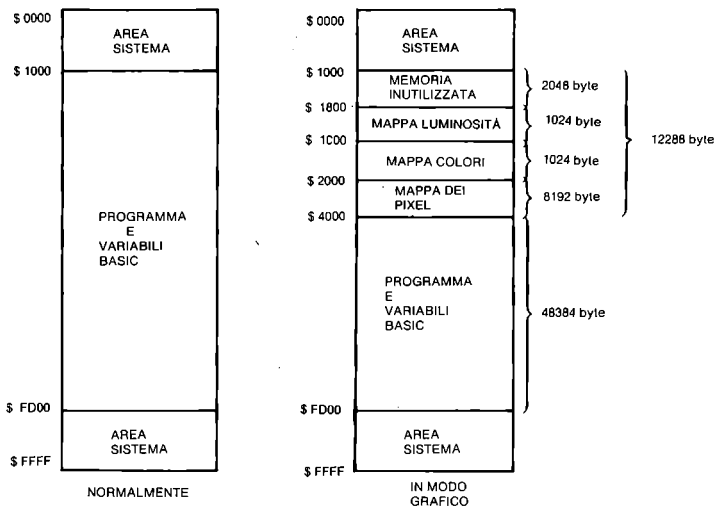 $ 0000
AREA
SISTEMA
$ 1000
PROGRAMMA
E
VARIABILI
BASIC
$ FD00
AREA
SISTEMA
$ FFFF
NORMALMENTE
$ 0000
AREA
SISTEMA
$ 1000
MEMORIA
INUTILIZZATA
2048 byte
$ 1800
MAPPA LUMINOSITÁ
1024 byte
12288 byte
$ 1C00
MAPPA COLORI
1024 byte
$ 2000
MAPPA DEI
PIXEL
8192 byte
$ 4000
PROGRAMMA
E
VARIABILI
BASIC
48384 byte
$ FD00
AREA
SISTEMA
$ FFFF
IN MODO
GRAFICO